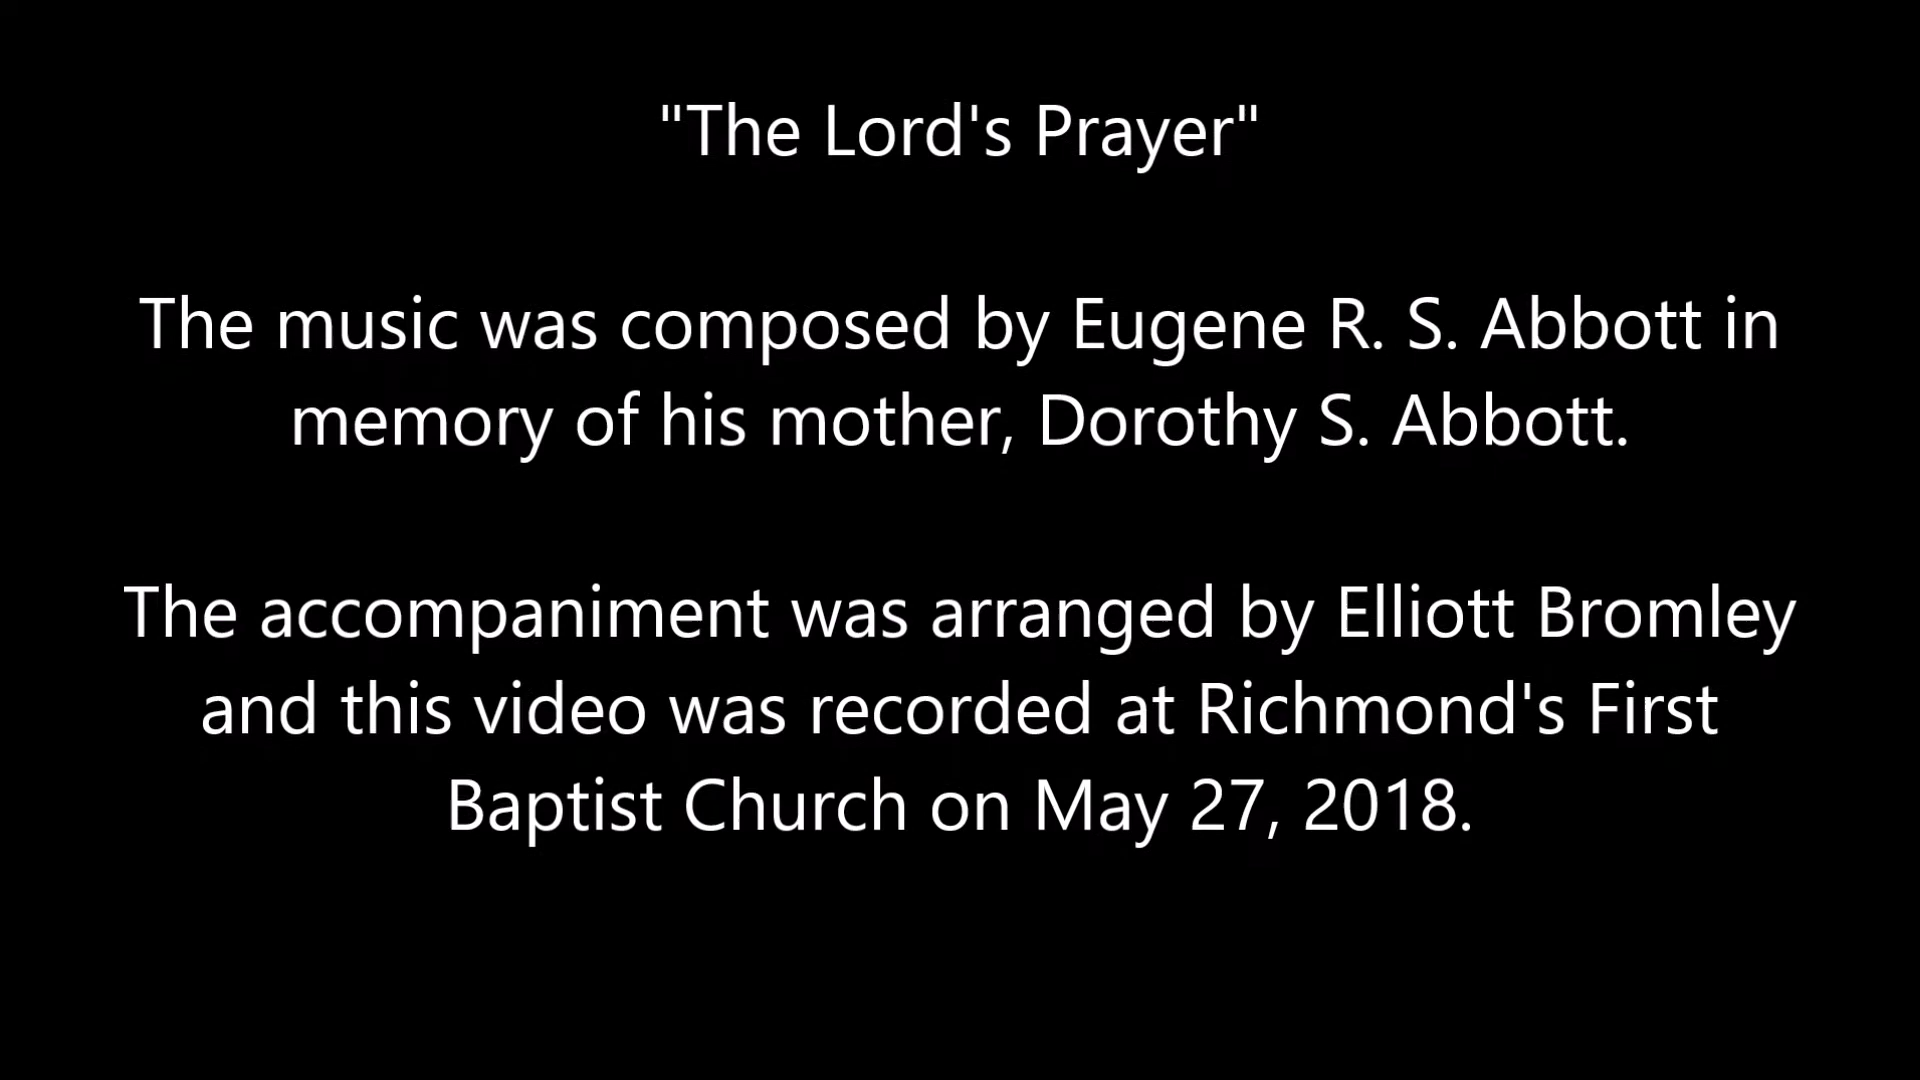 "The Lord's Prayer"
The music was composed by Eugene R. S. Abbott in
memory of his mother, Dorothy S. Abbott.
The accompaniment was arranged by Elliott Bromley
and this video was recorded at Richmond's First
Baptist Church on May 27, 2018.